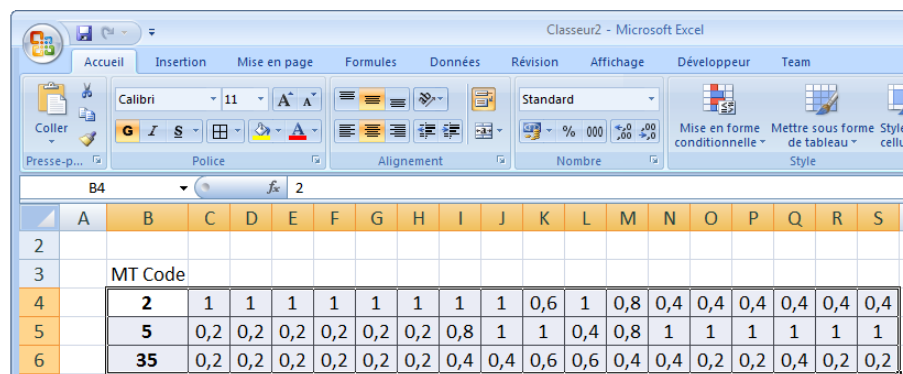 Classeur2 - Microsoft Excel
Accueil Insertion Mise en page Formules Données Révision Affichage Développeur Team
Coller
Calibri 11 A A
G I S A
Standard
% 000 ,0 ,00 ,00 ,0
Mise en forme conditionnelle
Mettre sous forme de tableau
Presse-p... Police Alignement Nombre Style
B4 fx 2
A B C D E F G H I J K L M N O P Q R S
2
3 MT Code
4 2 1 1 1 1 1 1 1 1 0,6 1 0,8 0,4 0,4 0,4 0,4 0,4 0,4
5 5 0,2 0,2 0,2 0,2 0,2 0,2 0,8 1 1 0,4 0,8 1 1 1 1 1 1
6 35 0,2 0,2 0,2 0,2 0,2 0,2 0,4 0,4 0,6 0,6 0,4 0,4 0,2 0,2 0,4 0,2 0,2